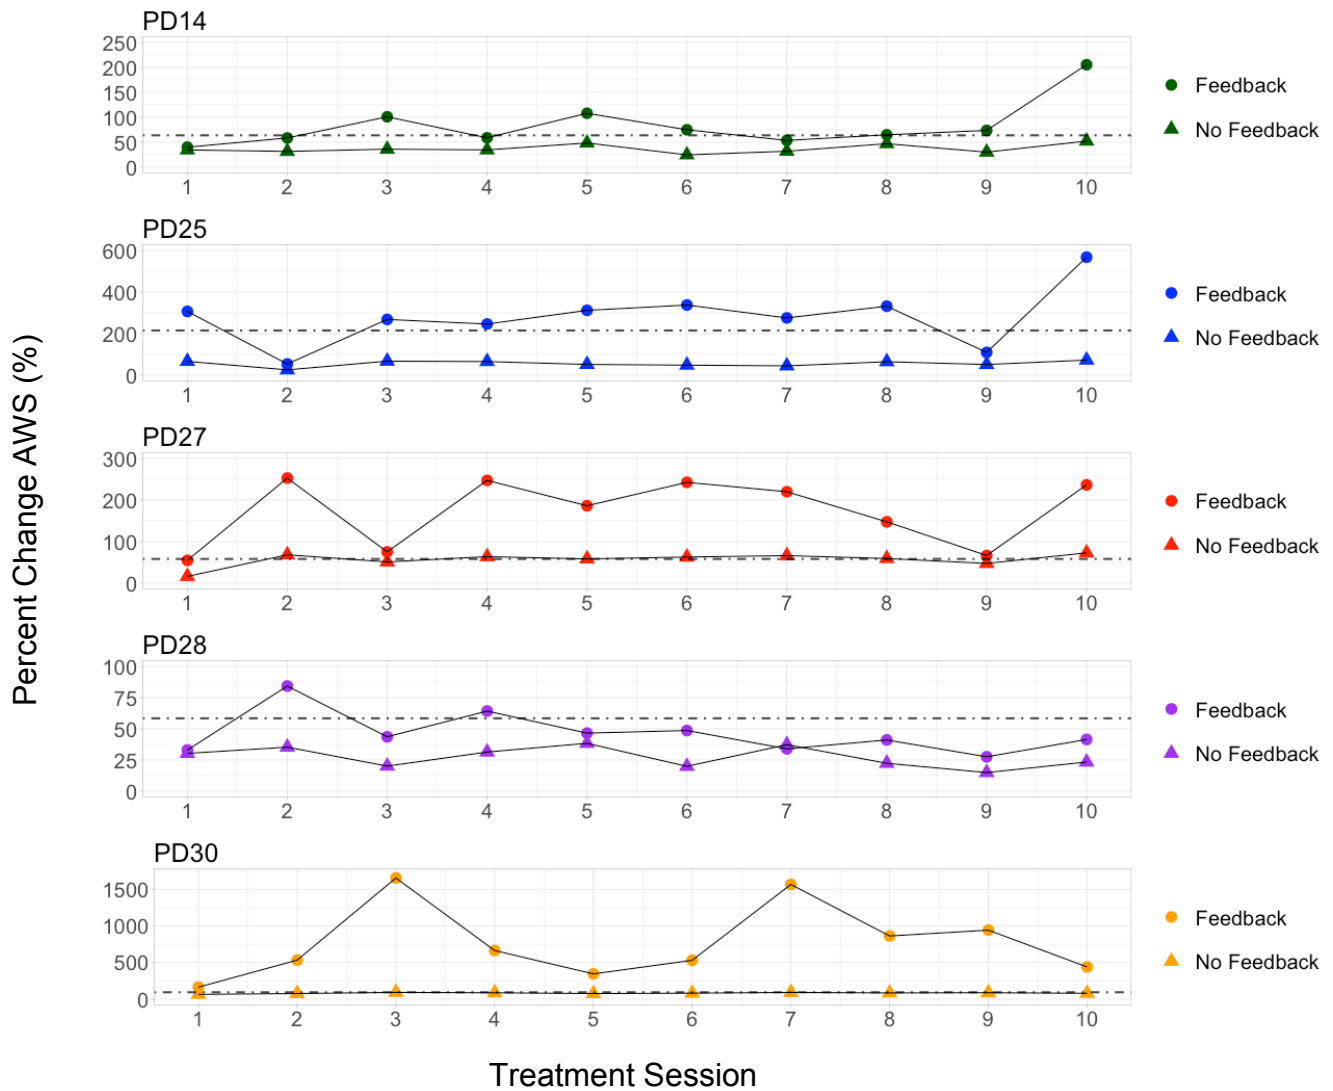 PD14
250
200
150
100
50
0
1 2 3 4 5 6 7 8 9 10
Feedback
No Feedback
PD25
600
400
200
0
1 2 3 4 5 6 7 8 9 10
Feedback
No Feedback
Percent Change AWS (%)
PD27
300
200
100
0
1 2 3 4 5 6 7 8 9 10
Feedback
No Feedback
PD28
100
75
50
25
0
1 2 3 4 5 6 7 8 9 10
Feedback
No Feedback
PD30
1500
1000
500
0
1 2 3 4 5 6 7 8 9 10
Feedback
No Feedback
Treatment Session